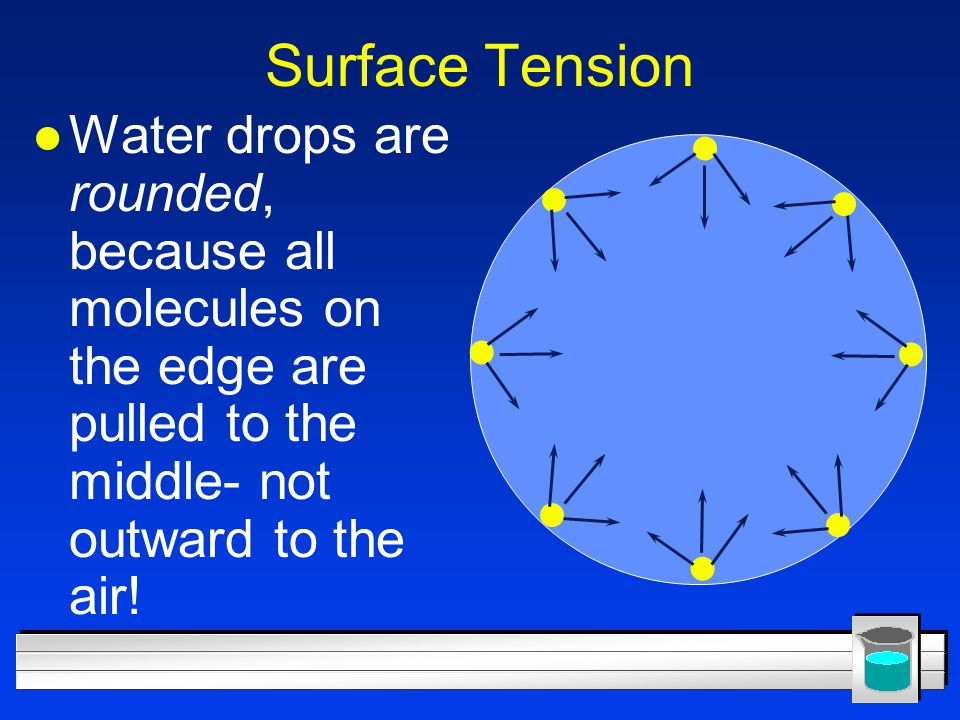 Surface Tension
● Water drops are
rounded,
because all
molecules on
the edge are
pulled to the
middle- not
outward to the
air!